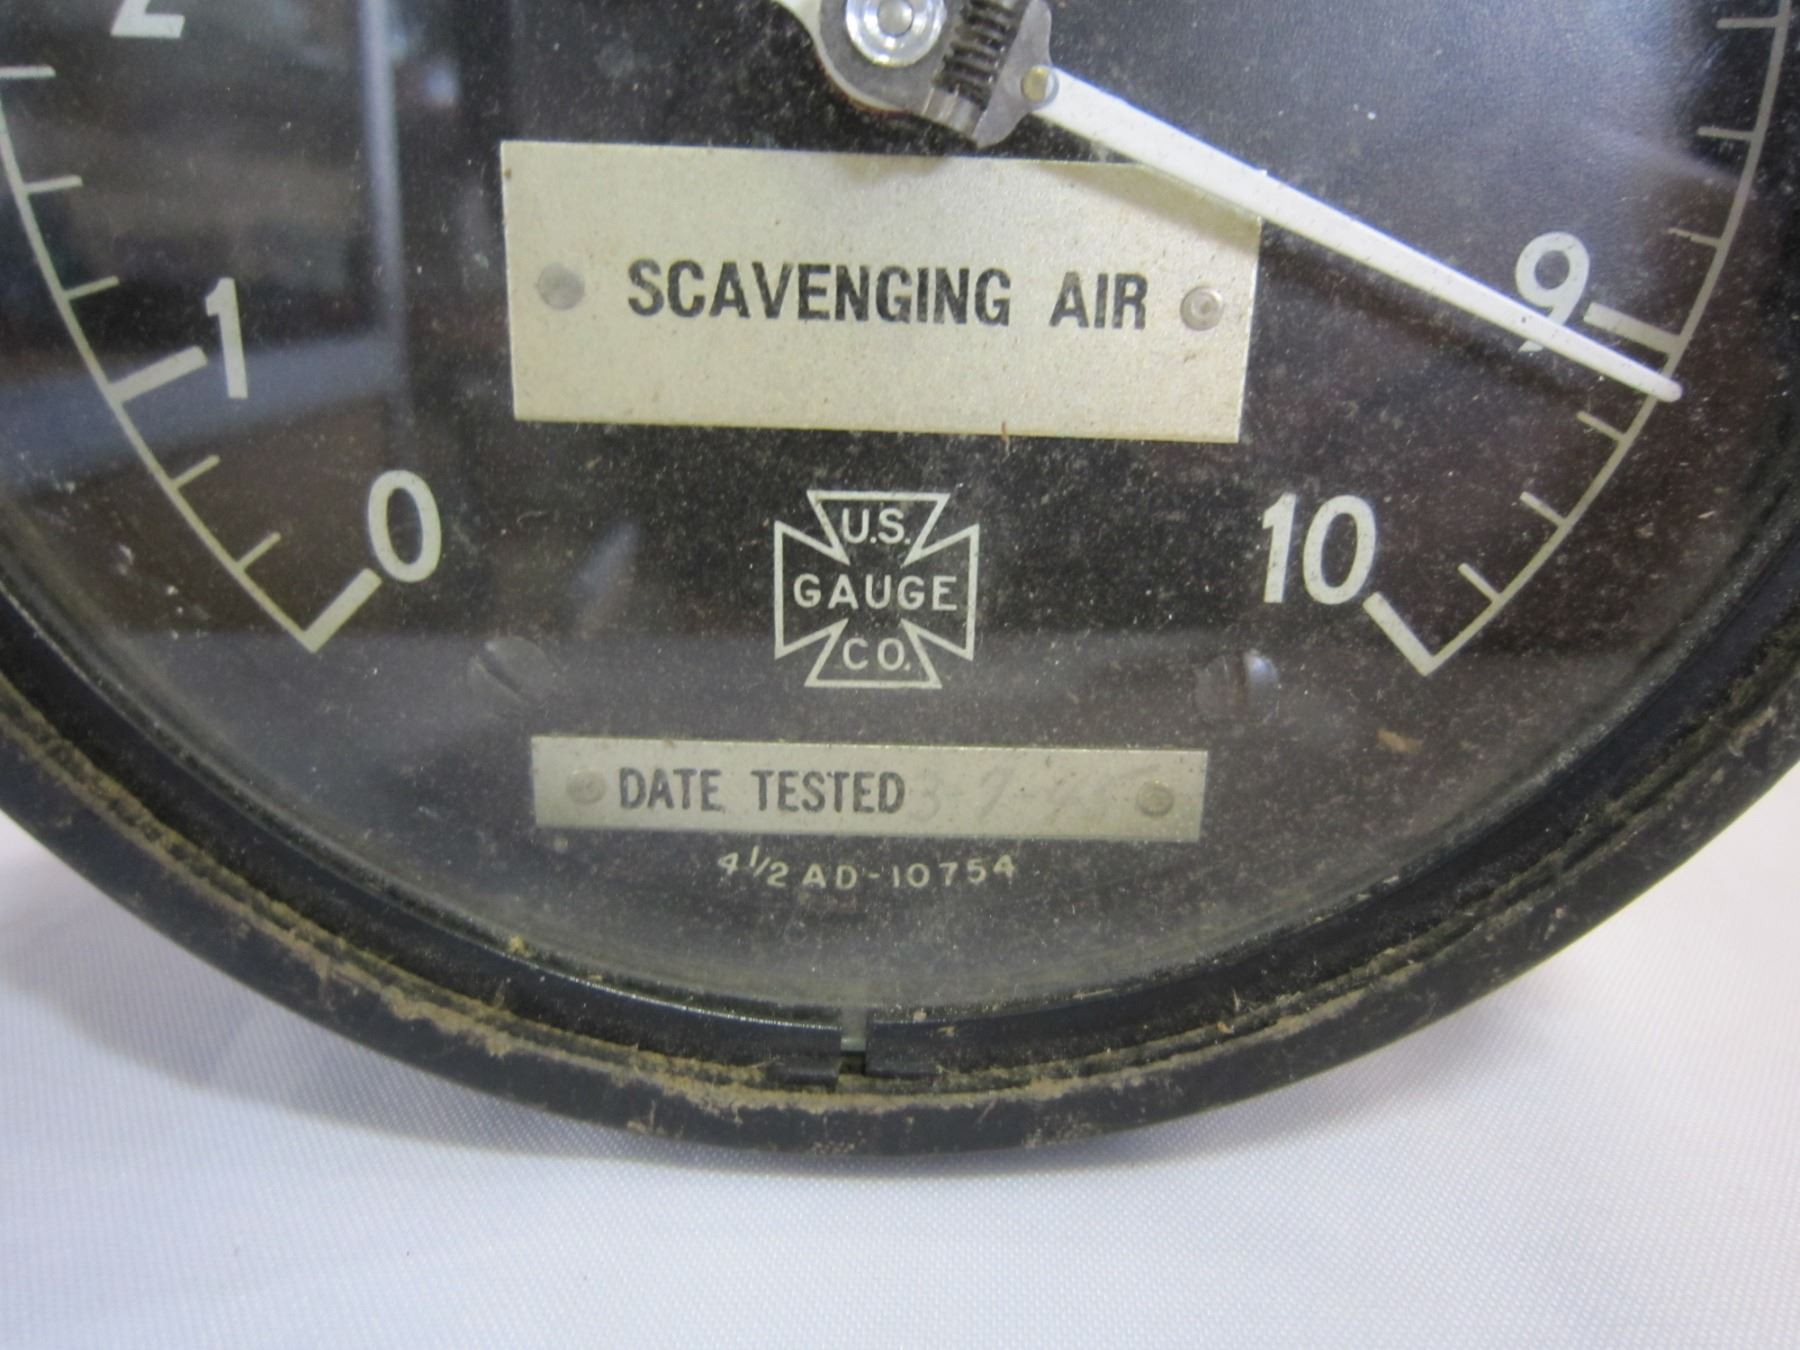 2
SCAVENGING AIR
9
1
0
U.S.
GAUGE
CO.
10
DATE TESTED
4 1/2 AD-10754